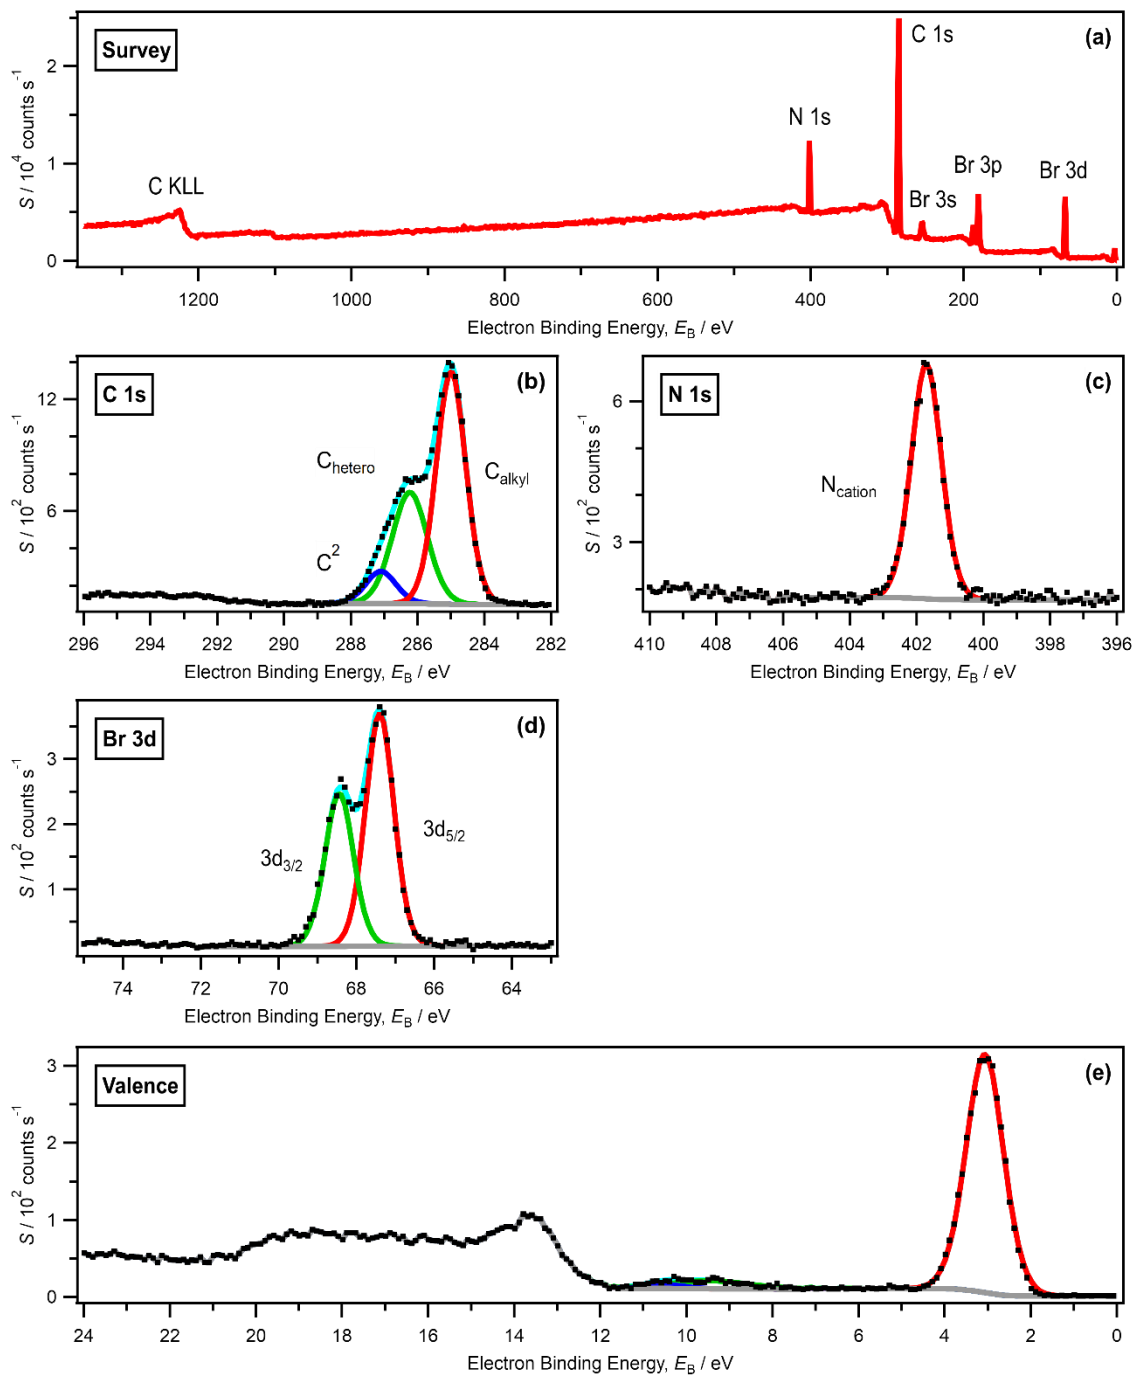 Survey
(a)
C 1s
N 1s
C KLL
Br 3s
Br 3p
Br 3d
S / 10⁴ counts s⁻¹
2
1
0
1200 1000 800 600 400 200 0
Electron Binding Energy, E_B / eV
C 1s
(b)
C_hetero
C_alkyl
C²
S / 10² counts s⁻¹
12
6
296 294 292 290 288 286 284 282
Electron Binding Energy, E_B / eV
N 1s
(c)
N_cation
S / 10² counts s⁻¹
6
3
410 408 406 404 402 400 398 396
Electron Binding Energy, E_B / eV
Br 3d
(d)
3d_5/2
3d_3/2
S / 10² counts s⁻¹
3
2
1
74 72 70 68 66 64
Electron Binding Energy, E_B / eV
Valence
(e)
S / 10² counts s⁻¹
3
2
1
0
24 22 20 18 16 14 12 10 8 6 4 2 0
Electron Binding Energy, E_B / eV